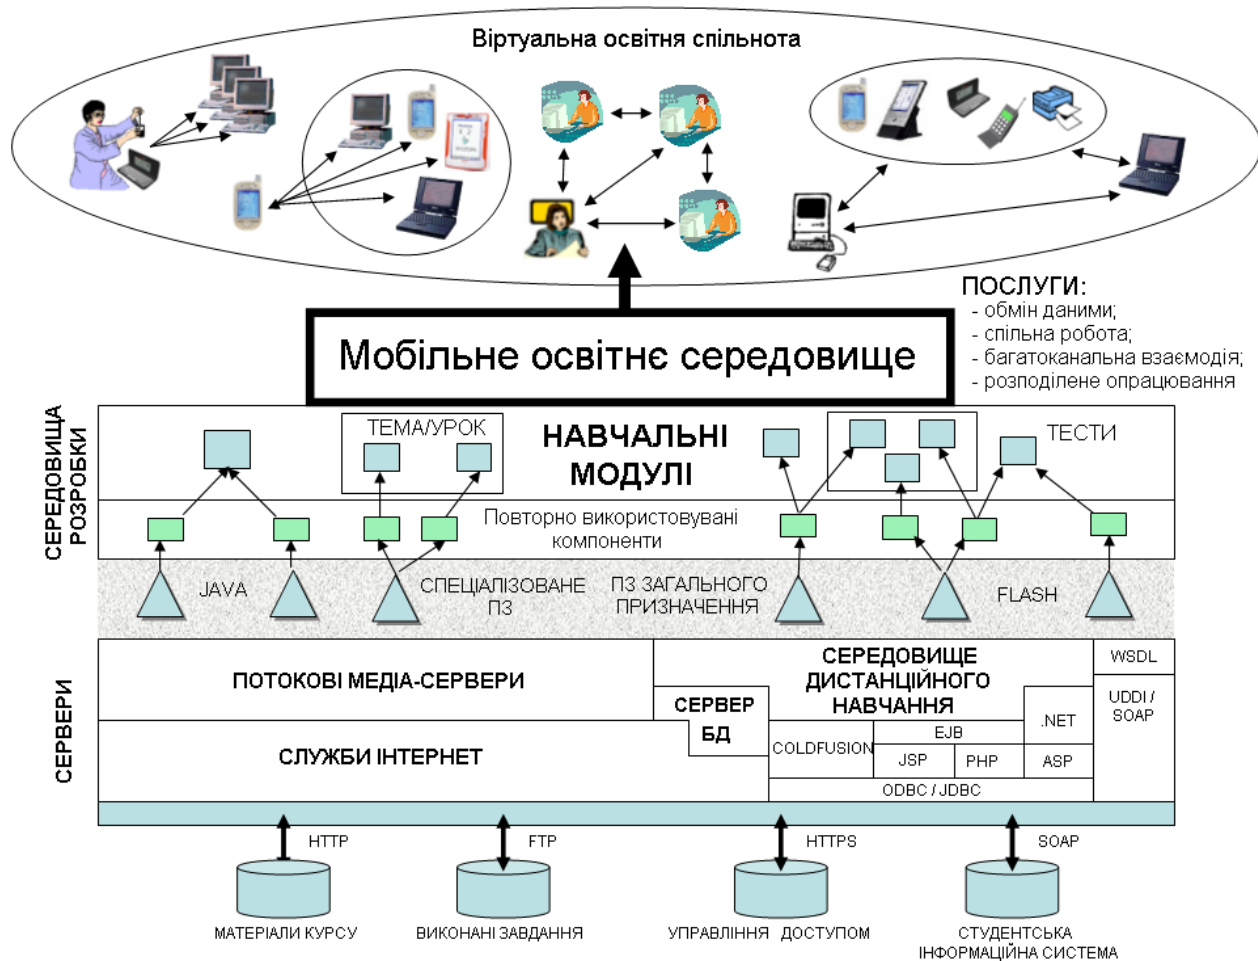 Віртуальна освітня спільнота
ПОСЛУГИ:
- обмін даними;
- спільна робота;
- багатоканальна взаємодія;
- розподілене опрацювання
Мобільне освітнє середовище
СЕРЕДОВИЩА
РОЗРОБКИ
ТЕМА/УРОК
НАВЧАЛЬНІ
МОДУЛІ
ТЕСТИ
Повторно використовувані
компоненти
JAVA
СПЕЦІАЛІЗОВАНЕ
ПЗ
ПЗ ЗАГАЛЬНОГО
ПРИЗНАЧЕННЯ
FLASH
СЕРВЕРИ
ПОТОКОВІ МЕДІА-СЕРВЕРИ
СЕРЕДОВИЩЕ
ДИСТАНЦІЙНОГО
НАВЧАННЯ
WSDL
UDDI /
SOAP
СЕРВЕР
БД
.NET
СЛУЖБИ ІНТЕРНЕТ
COLDFUSION
EJB
JSP
PHP
ASP
ODBC / JDBC
HTTP
FTP
HTTPS
SOAP
МАТЕРІАЛИ КУРСУ
ВИКОНАНІ ЗАВДАННЯ
УПРАВЛІННЯ ДОСТУПОМ
СТУДЕНТСЬКА
ІНФОРМАЦІЙНА СИСТЕМА